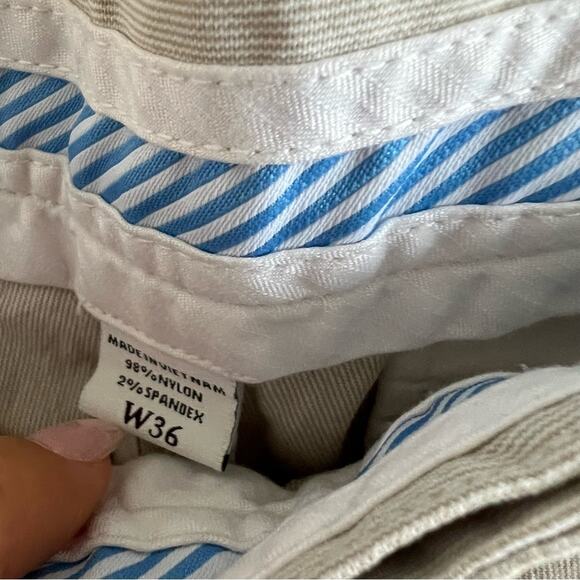 MADE IN VIETNAM
98% NYLON
2% SPANDEX
W36